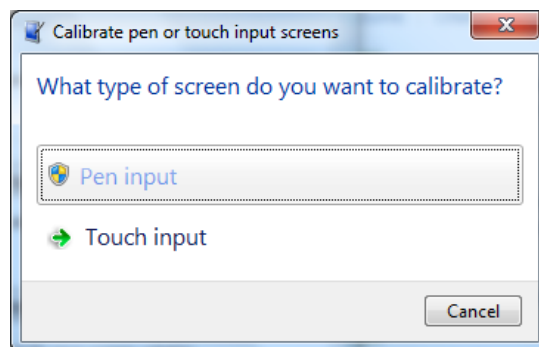 Calibrate pen or touch input screens
What type of screen do you want to calibrate?
Pen input
Touch input
Cancel